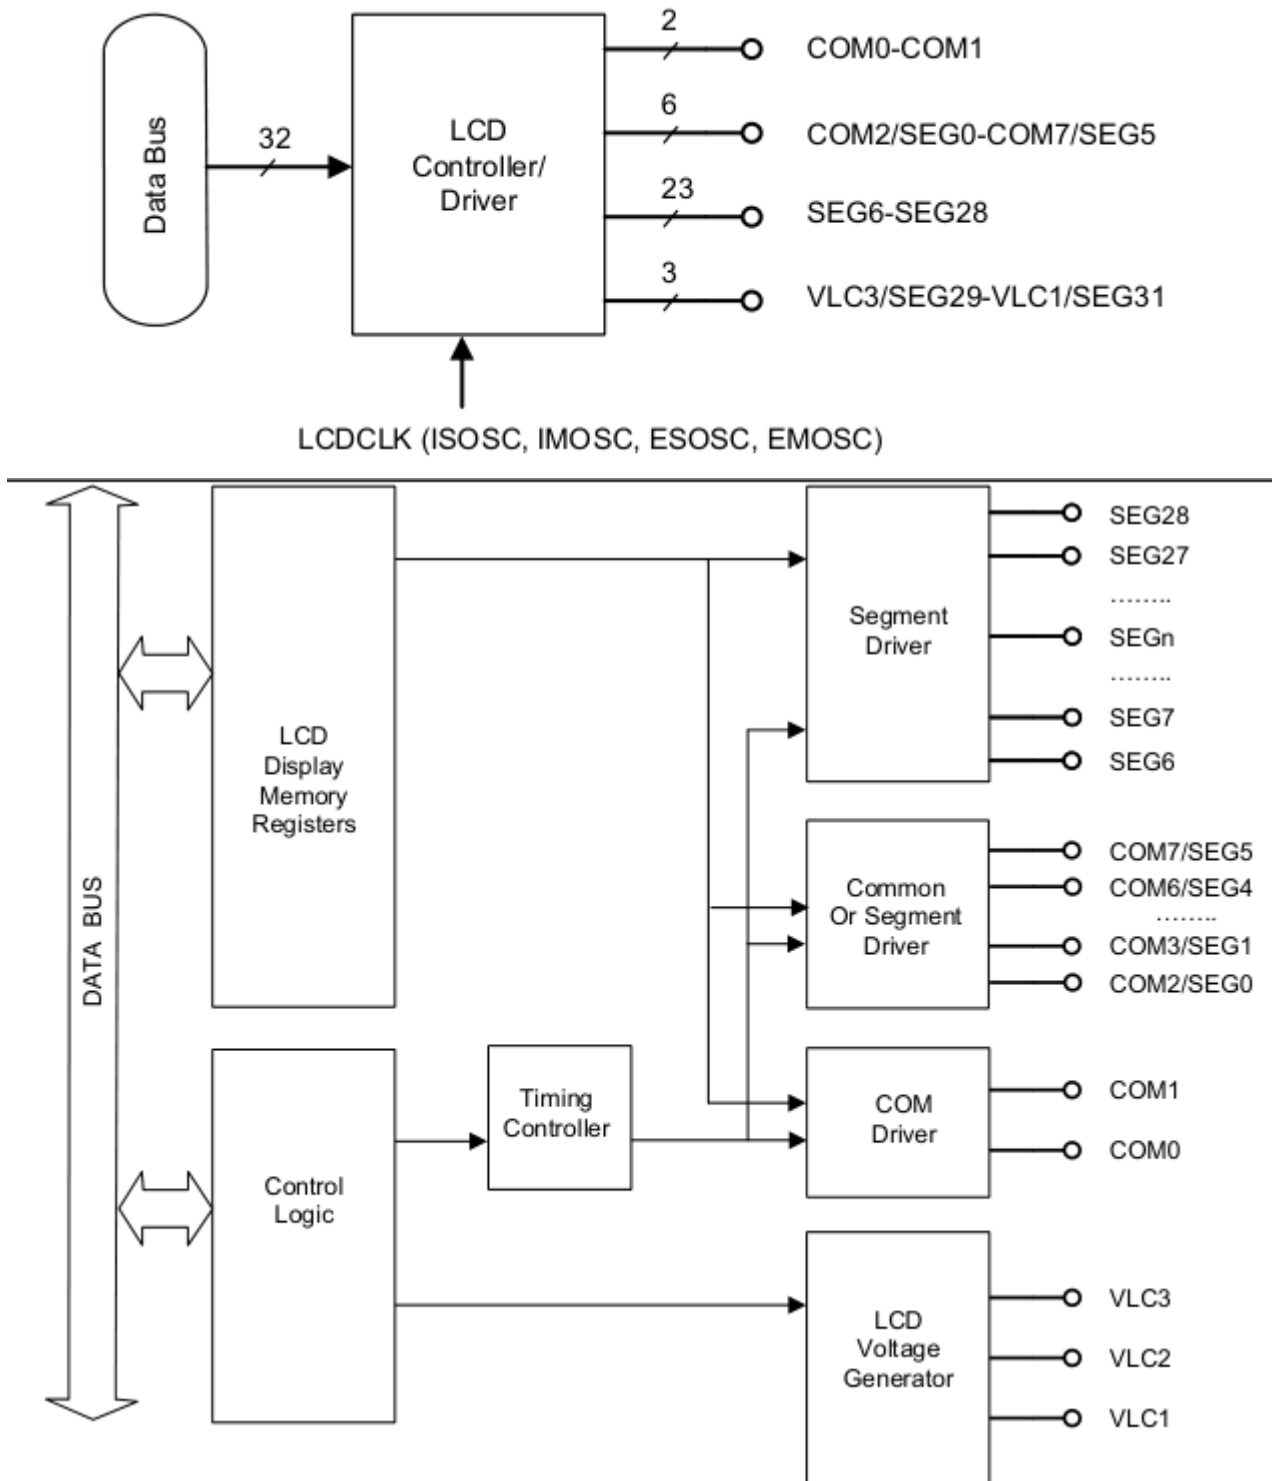 Data Bus
32
LCD
Controller/
Driver
2
COM0-COM1
6
COM2/SEG0-COM7/SEG5
23
SEG6-SEG28
3
VLC3/SEG29-VLC1/SEG31
LCDCLK (ISOSC, IMOSC, ESOSC, EMOSC)
DATA BUS
LCD
Display
Memory
Registers
Control
Logic
Timing
Controller
Segment
Driver
SEG28
SEG27
........
SEGn
........
SEG7
SEG6
Common
Or Segment
Driver
COM7/SEG5
COM6/SEG4
........
COM3/SEG1
COM2/SEG0
COM
Driver
COM1
COM0
LCD
Voltage
Generator
VLC3
VLC2
VLC1